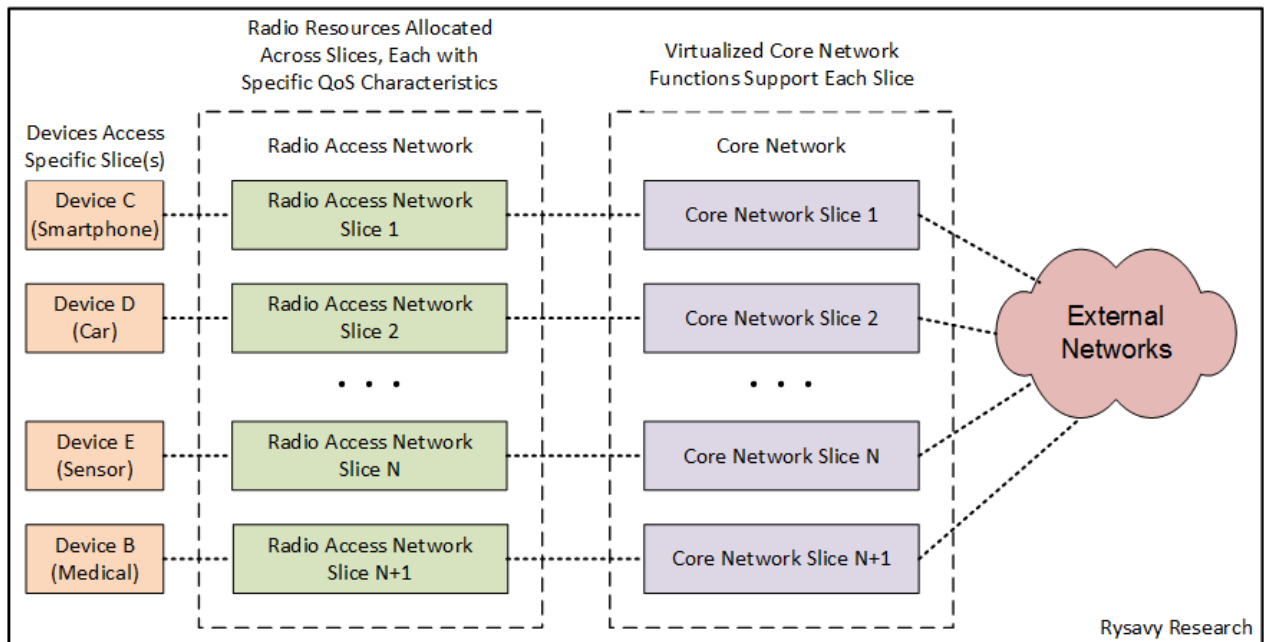 Radio Resources Allocated
Across Slices, Each with
Specific QoS Characteristics
Virtualized Core Network
Functions Support Each Slice
Devices Access
Specific Slice(s)
Radio Access Network
Core Network
Device C
(Smartphone)
Radio Access Network
Slice 1
Core Network Slice 1
Device D
(Car)
Radio Access Network
Slice 2
Core Network Slice 2
External
Networks
. . .
. . .
Device E
(Sensor)
Radio Access Network
Slice N
Core Network Slice N
Device B
(Medical)
Radio Access Network
Slice N+1
Core Network Slice N+1
Rysavy Research